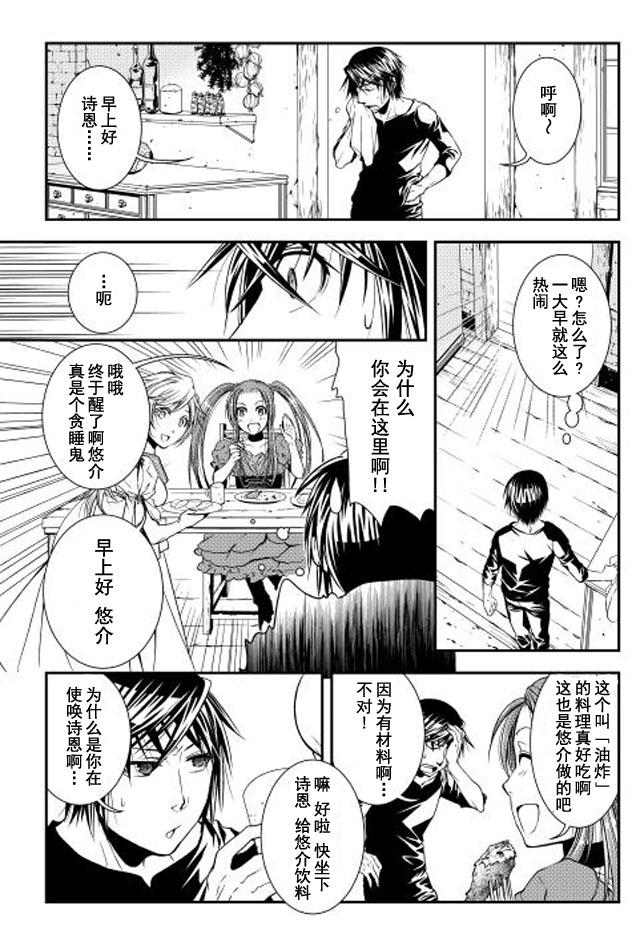 呼啊～
早上好
诗恩……
嗯？怎么了？
一大早就这么
热闹
…呃
为什么
你会在这里啊!!
哦哦
终于醒了啊悠介
真是个贪睡鬼
早上好 悠介
这个叫「油炸」
的料理真好吃啊
这也是悠介做的吧
因为有材料啊…
不对！
嘛 好啦 快坐下
诗恩 给悠介饮料
为什么是你在
使唤诗恩啊…